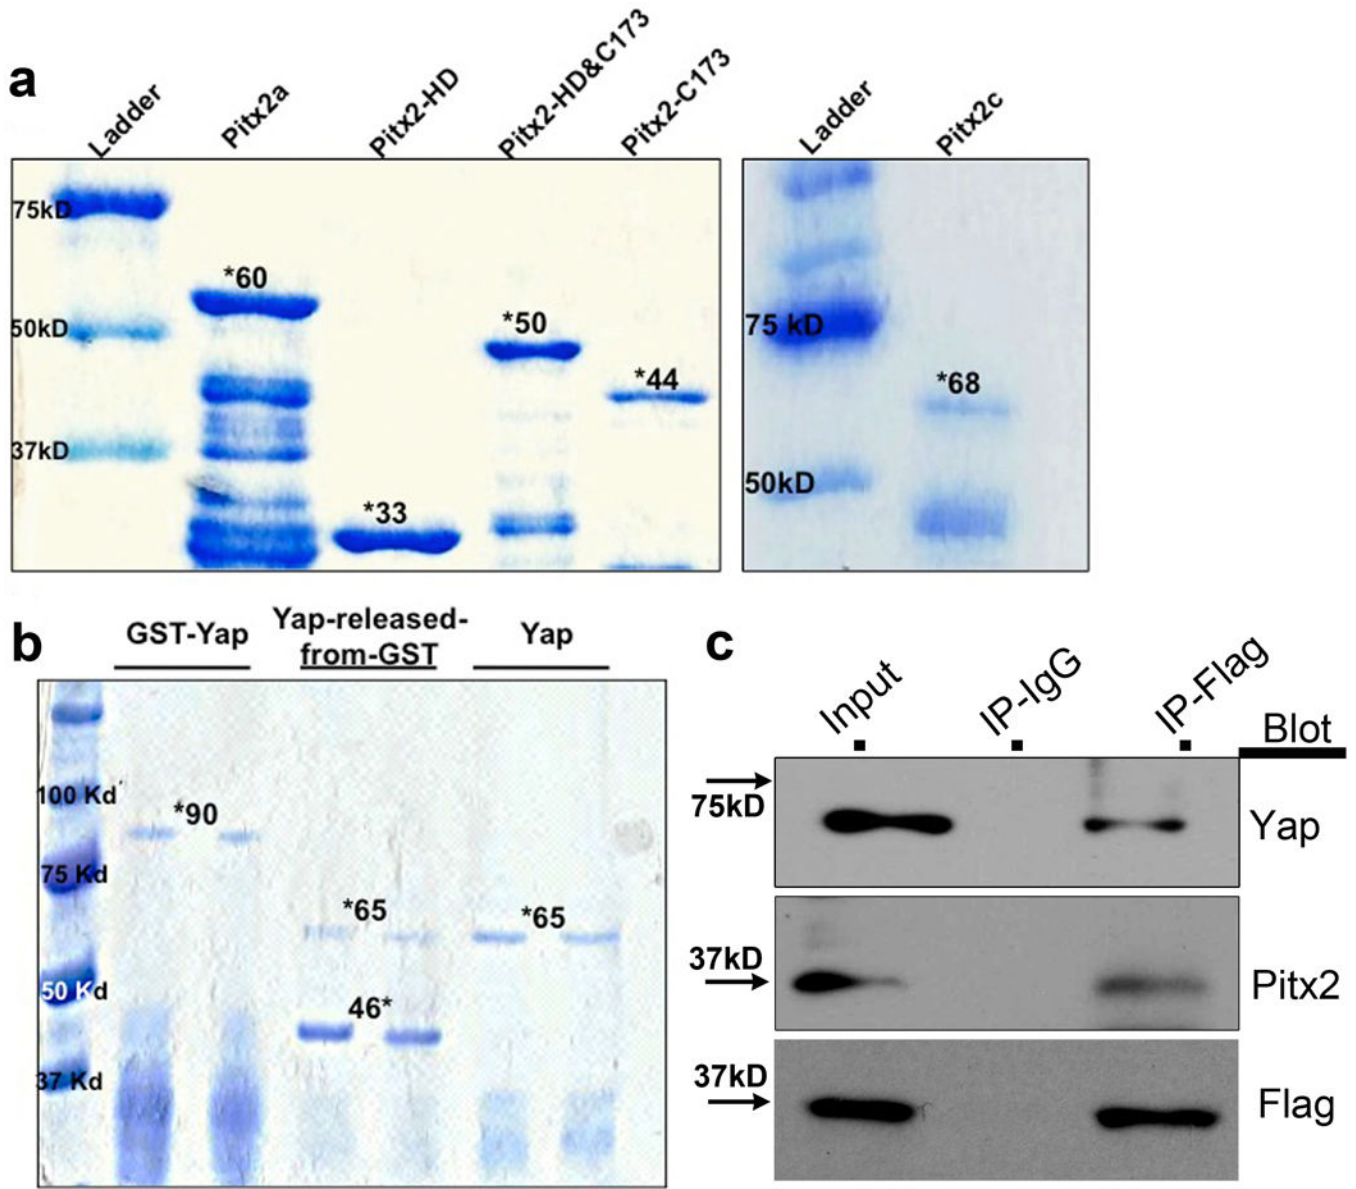 a
Ladder
Pitx2a
Pitx2-HD
Pitx2-HD&C173
Pitx2-C173
Ladder
Pitx2c
75kD
*60
50kD
*50
*44
37kD
*33
75 kD
*68
50kD
b
GST-Yap
Yap-released-
from-GST
Yap
100 Kd
*90
75 Kd
*65
*65
50 Kd
46*
37 Kd
c
Input
IP-IgG
IP-Flag
Blot
75kD
Yap
37kD
Pitx2
37kD
Flag